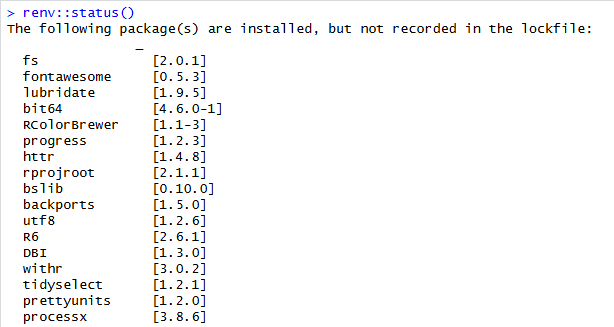 > renv::status()
The following package(s) are installed, but not recorded in the lockfile:
_
fs [2.0.1]
fontawesome [0.5.3]
lubridate [1.9.5]
bit64 [4.6.0-1]
RColorBrewer [1.1-3]
progress [1.2.3]
httr [1.4.8]
rprojroot [2.1.1]
bslib [0.10.0]
backports [1.5.0]
utf8 [1.2.6]
R6 [2.6.1]
DBI [1.3.0]
withr [3.0.2]
tidyselect [1.2.1]
prettyunits [1.2.0]
processx [3.8.6]